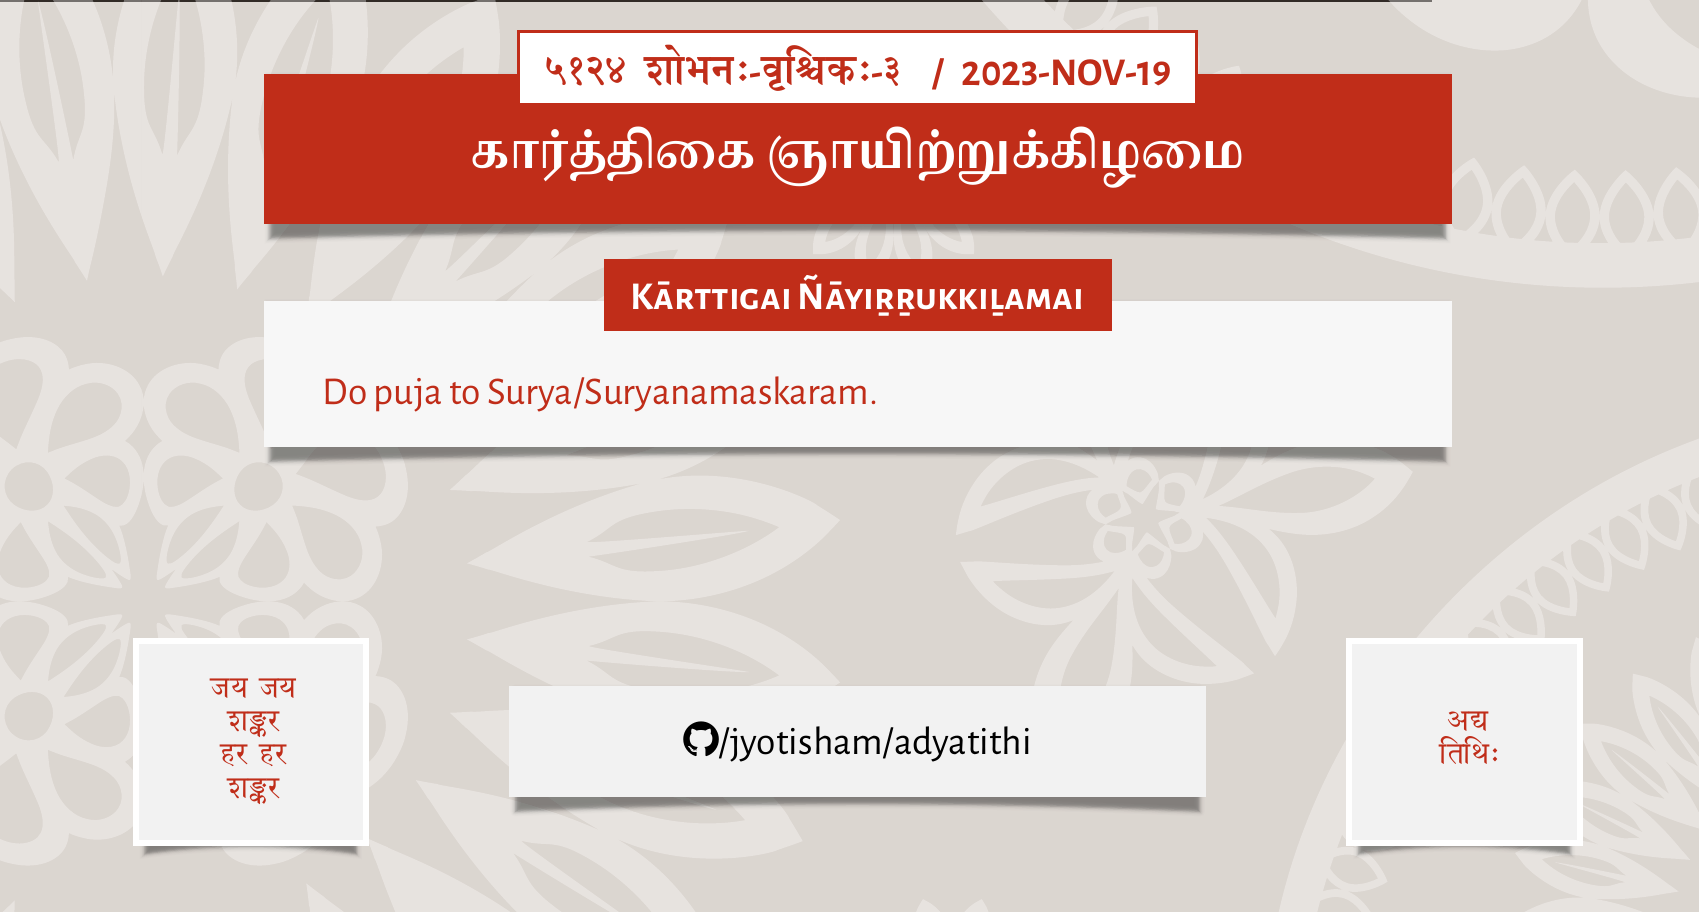 ५१२४ शोभनः-वृश्चिकः-३ / 2023-NOV-19
கார்த்திகை ஞாயிற்றுக்கிழமை
KĀRTTIGAI ÑĀYIṞṞUKKIḺAMAI
Do puja to Surya/Suryanamaskaram.
जय जय
शङ्कर
हर हर
शङ्कर
/jyotisham/adyatithi
अद्य
तिथिः